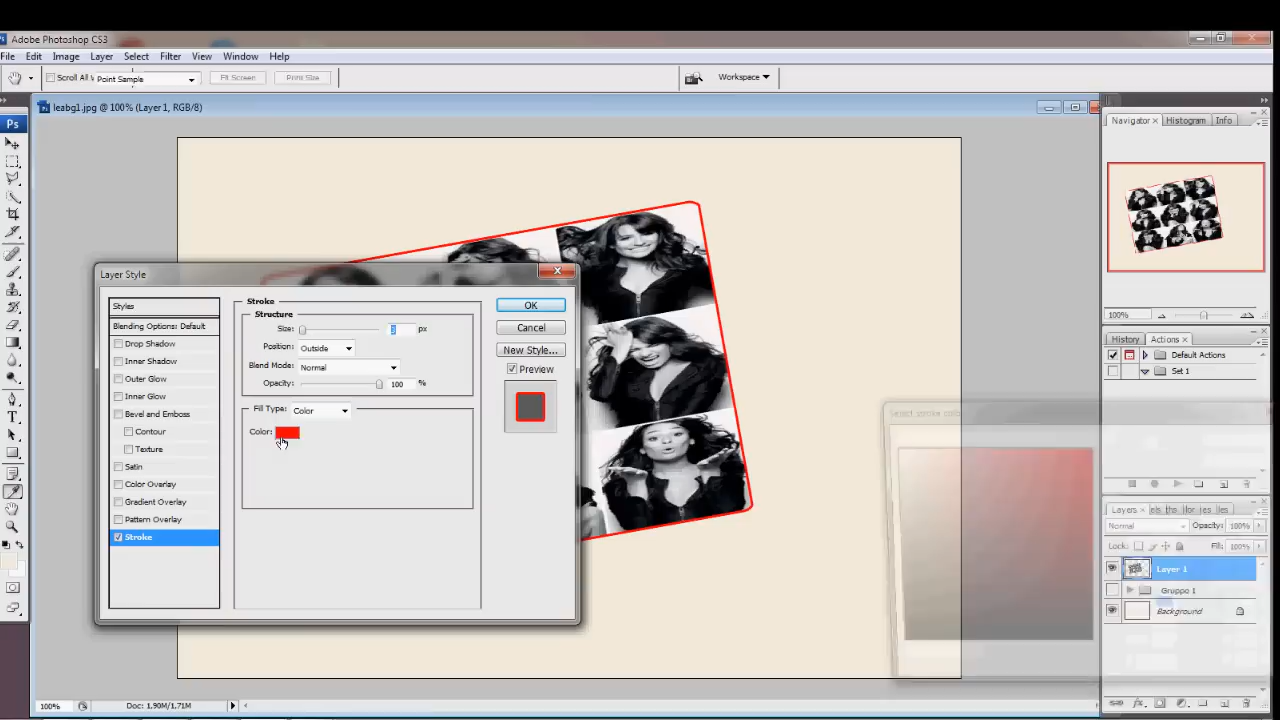 Adobe Photoshop CS3
File Edit Image Layer Select Filter View Window Help
Scroll All Point Sample Fit Screen Print Size Workspace
leabg1.jpg @ 100% (Layer 1, RGB/8)
Ps
Navigator Histogram Info
100%
History Actions
Default Actions
Set 1
Layer Style
Styles
Blending Options: Default
Drop Shadow
Inner Shadow
Outer Glow
Inner Glow
Bevel and Emboss
Contour
Texture
Satin
Color Overlay
Gradient Overlay
Pattern Overlay
Stroke
Stroke
Structure
Size: 3 px
Position: Outside
Blend Mode: Normal
Opacity: 100 %
Fill Type: Color
Color:
OK
Cancel
New Style...
Preview
Select stroke color:
Layers
Normal Opacity: 100%
Lock: Fill: 100%
Layer 1
Gruppo 1
Background
100% Doc: 1.90M/1.71M